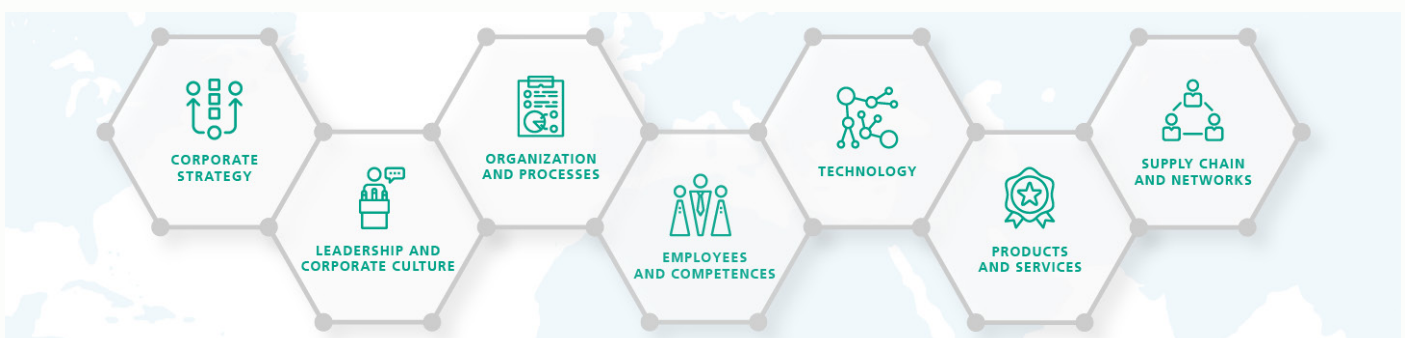 CORPORATE
STRATEGY
LEADERSHIP AND
CORPORATE CULTURE
ORGANIZATION
AND PROCESSES
EMPLOYEES
AND COMPETENCES
TECHNOLOGY
PRODUCTS
AND SERVICES
SUPPLY CHAIN
AND NETWORKS